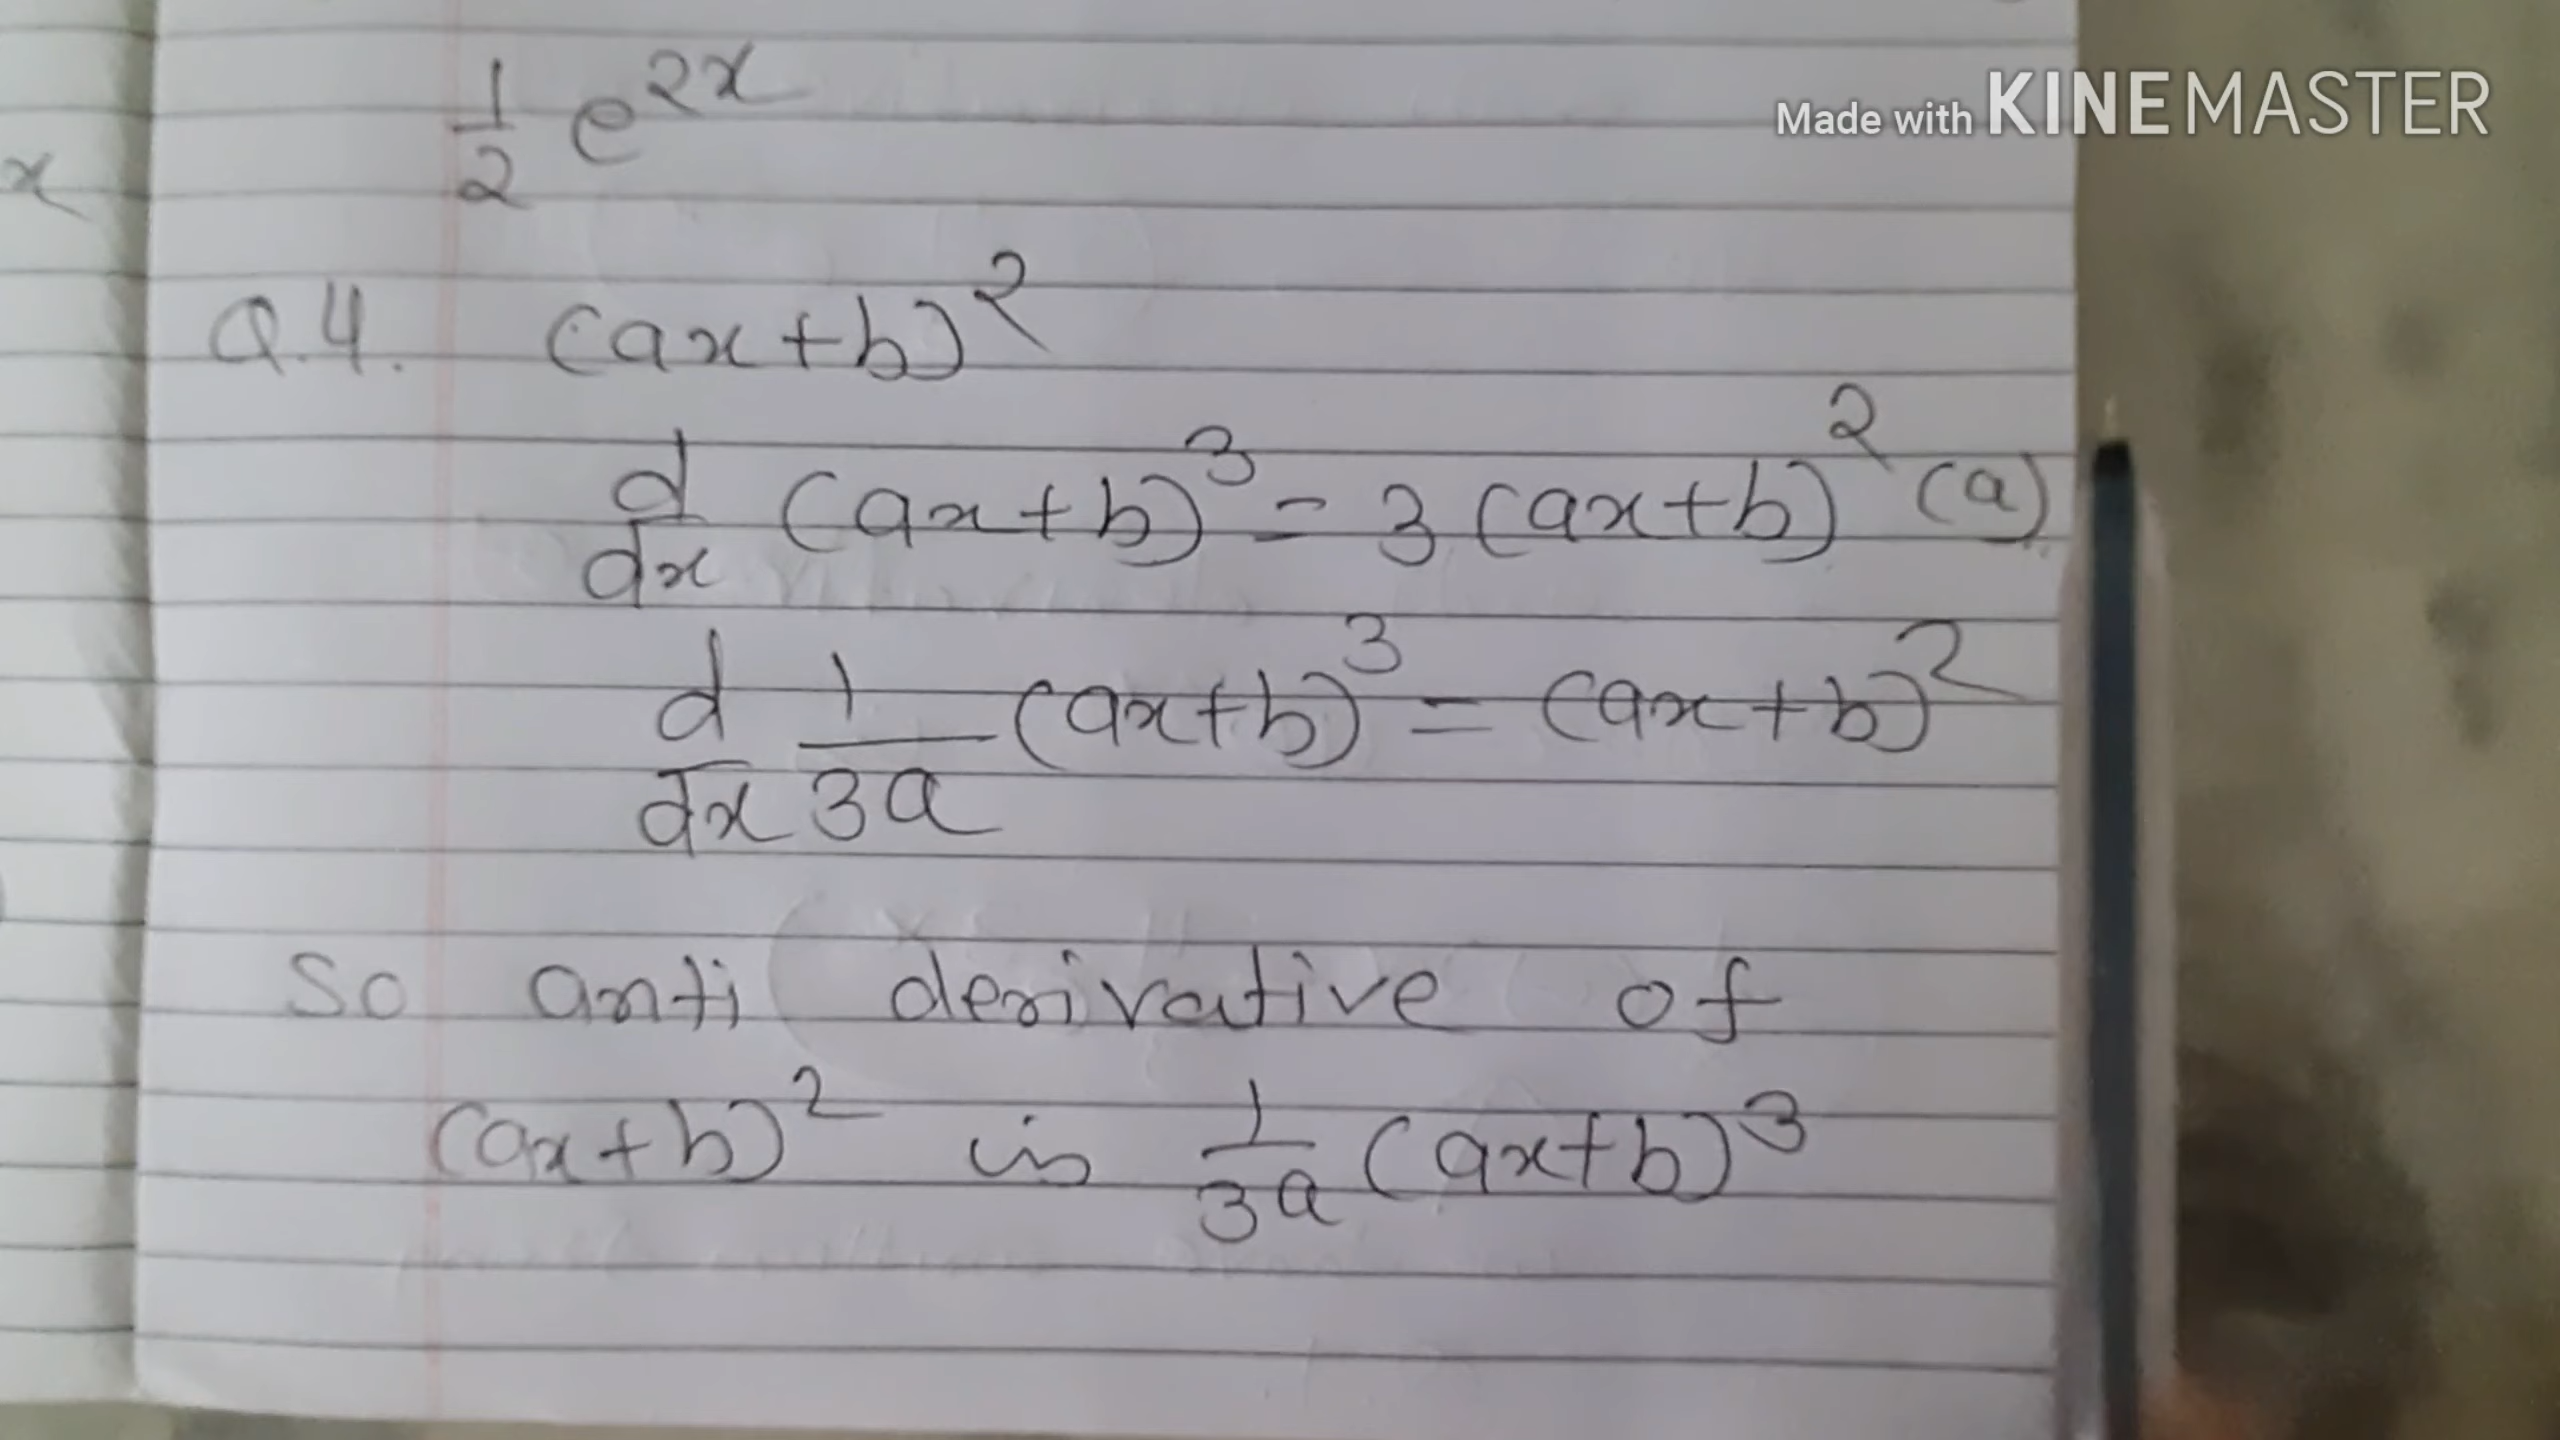 Made with KINEMASTER
x
1/2 e^2x
Q.4. (ax+b)^2
d/dx (ax+b)^3 = 3 (ax+b)^2 (a)
d/dx 1/3a (ax+b)^3 = (ax+b)^2
So anti derivative of
(ax+b)^2 is 1/3a (ax+b)^3